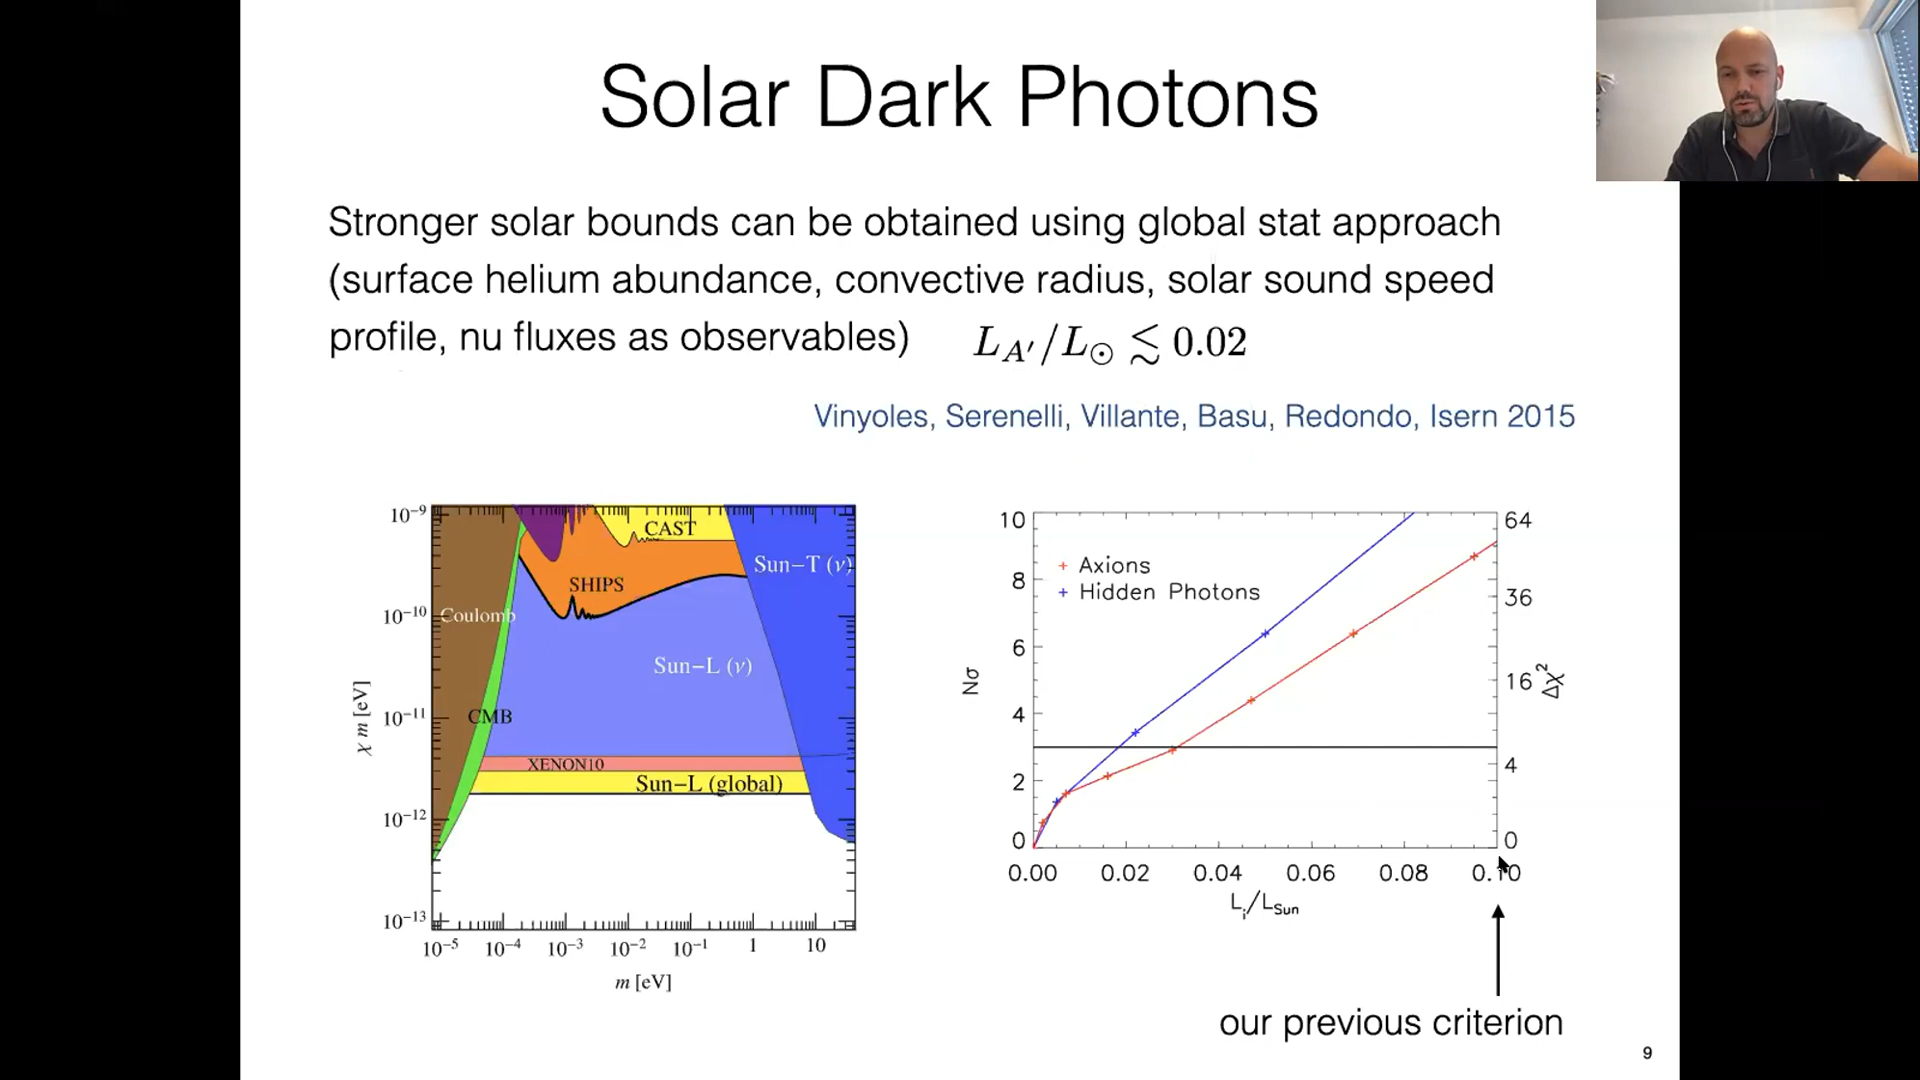 Solar Dark Photons
Stronger solar bounds can be obtained using global stat approach
(surface helium abundance, convective radius, solar sound speed
profile, nu fluxes as observables) L_{A'}/L_⊙ ≲ 0.02
Vinyoles, Serenelli, Villante, Basu, Redondo, Isern 2015
10⁻⁹
10⁻¹⁰
10⁻¹¹
10⁻¹²
10⁻¹³
χ m [eV]
CAST
Sun–T (ν)
SHIPS
Coulomb
Sun–L (ν)
CMB
XENON10
Sun–L (global)
10⁻⁵ 10⁻⁴ 10⁻³ 10⁻² 10⁻¹ 1 10
m [eV]
10
8
6
4
2
0
Nσ
+ Axions
+ Hidden Photons
64
36
16
4
0
Δχ²
0.00 0.02 0.04 0.06 0.08 0.10
L_i/L_Sun
our previous criterion
9